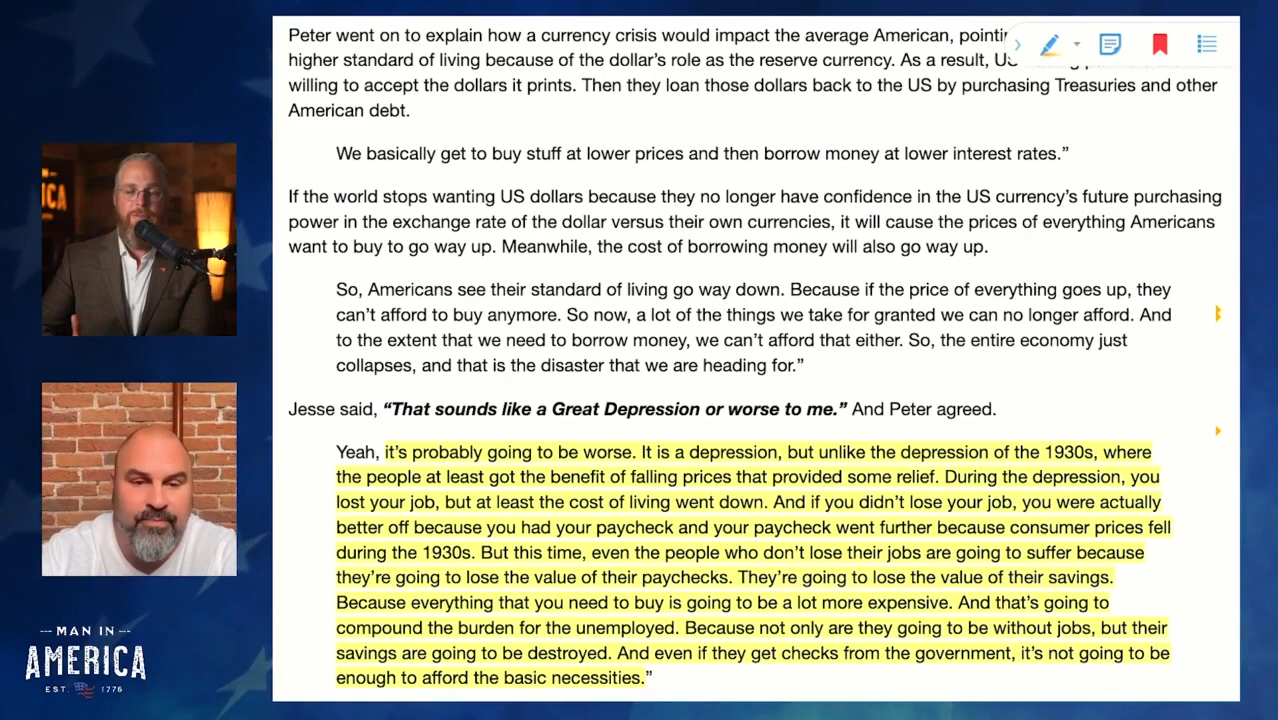 Peter went on to explain how a currency crisis would impact the average American,
higher standard of living because of the dollar’s role as the reserve currency. As a result,
willing to accept the dollars it prints. Then they loan those dollars back to the US by purchasing Treasuries and other
American debt.
We basically get to buy stuff at lower prices and then borrow money at lower interest rates.”
If the world stops wanting US dollars because they no longer have confidence in the US currency’s future purchasing
power in the exchange rate of the dollar versus their own currencies, it will cause the prices of everything Americans
want to buy to go way up. Meanwhile, the cost of borrowing money will also go way up.
So, Americans see their standard of living go way down. Because if the price of everything goes up, they
can’t afford to buy anymore. So now, a lot of the things we take for granted we can no longer afford. And
to the extent that we need to borrow money, we can’t afford that either. So, the entire economy just
collapses, and that is the disaster that we are heading for.”
Jesse said, “That sounds like a Great Depression or worse to me.” And Peter agreed.
Yeah, it’s probably going to be worse. It is a depression, but unlike the depression of the 1930s, where
the people at least got the benefit of falling prices that provided some relief. During the depression, you
lost your job, but at least the cost of living went down. And if you didn’t lose your job, you were actually
better off because you had your paycheck and your paycheck went further because consumer prices fell
during the 1930s. But this time, even the people who don’t lose their jobs are going to suffer because
they’re going to lose the value of their paychecks. They’re going to lose the value of their savings.
Because everything that you need to buy is going to be a lot more expensive. And that’s going to
compound the burden for the unemployed. Because not only are they going to be without jobs, but their
savings are going to be destroyed. And even if they get checks from the government, it’s not going to be
enough to afford the basic necessities.”
MAN IN
AMERICA
EST. 1776